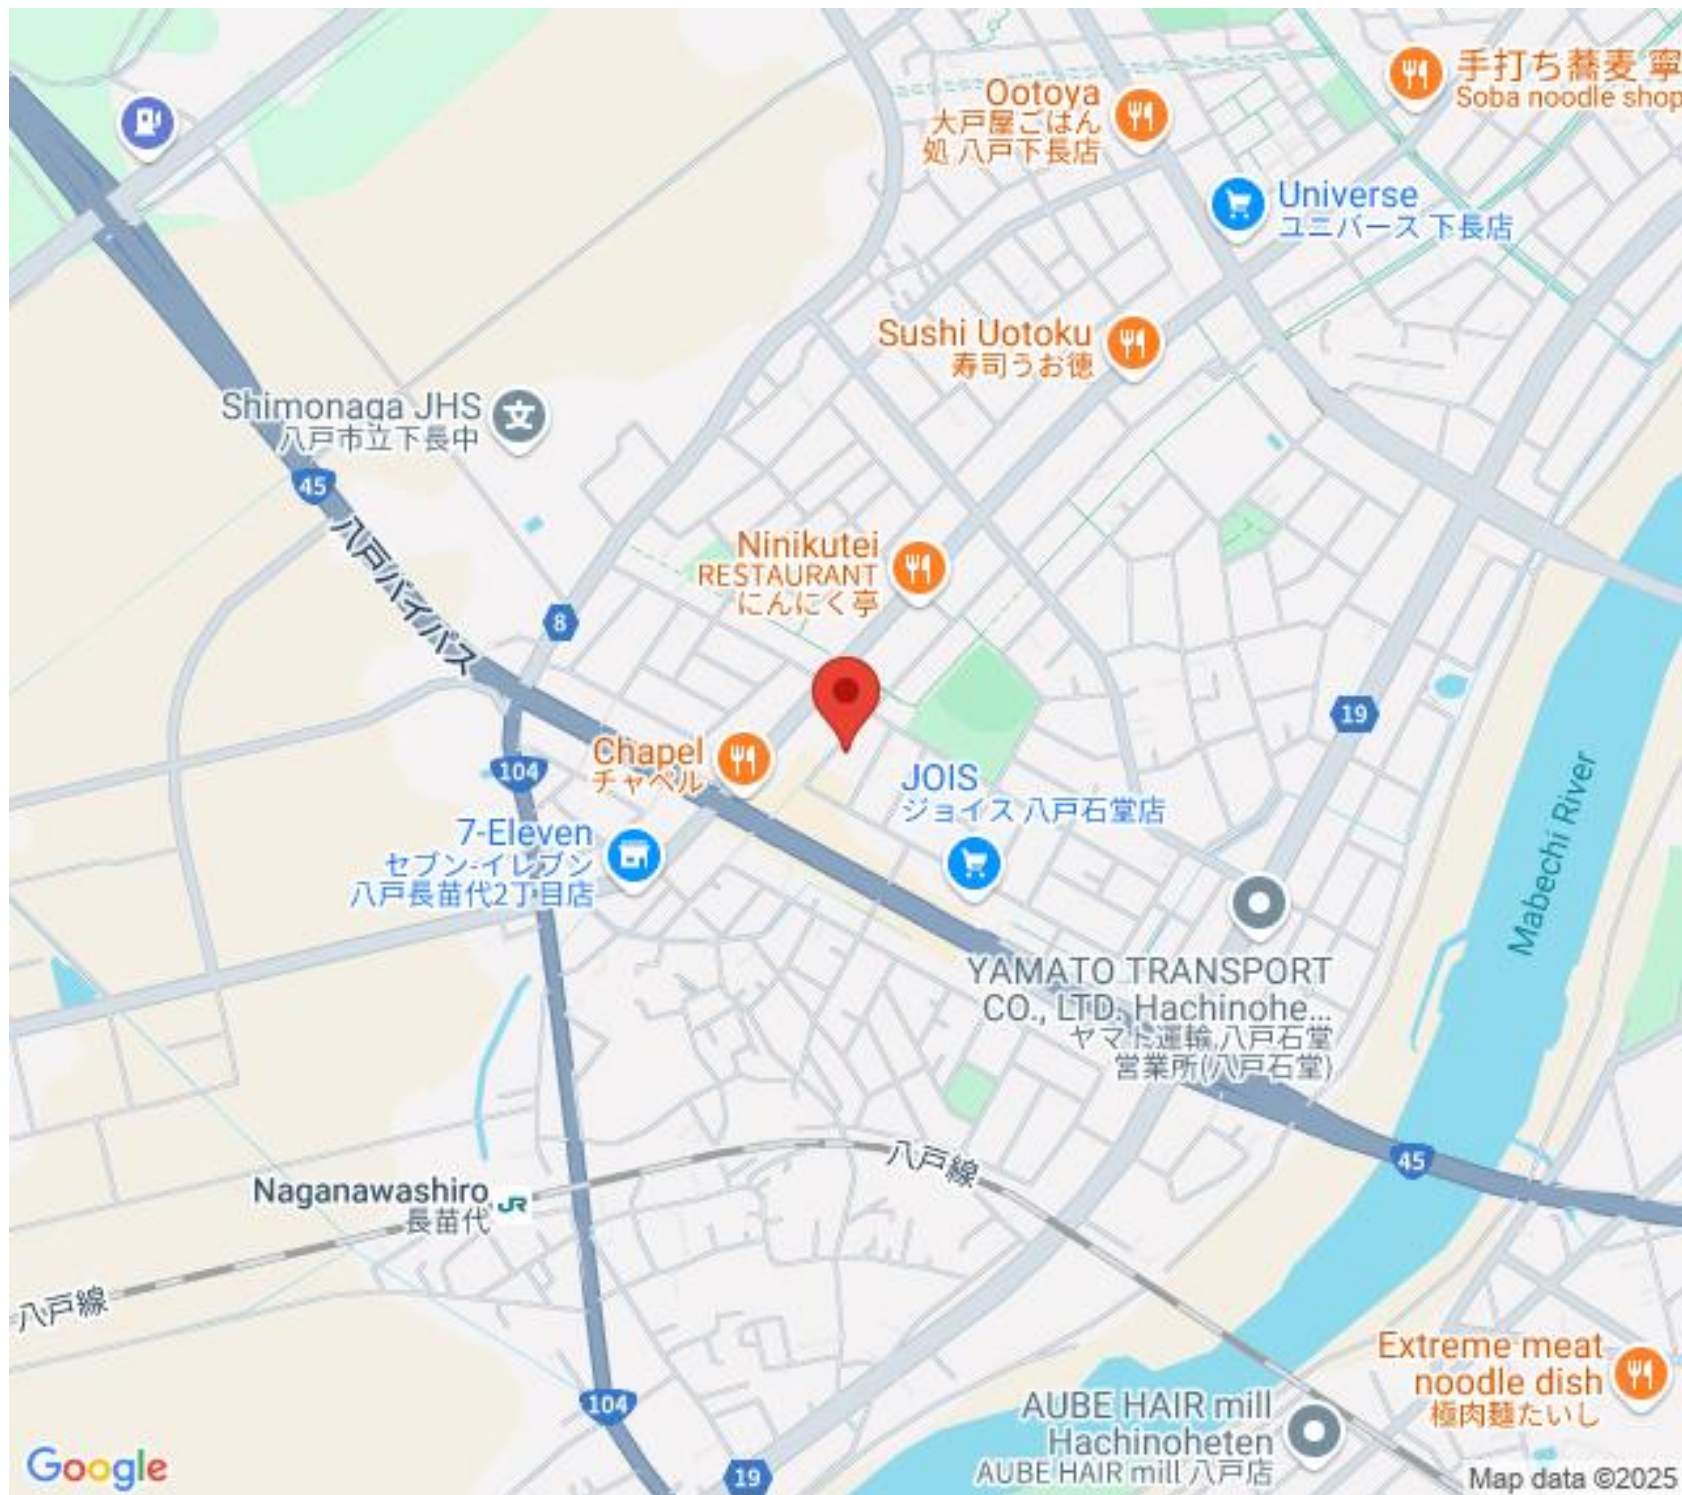 手打ち蕎麦 寧
Soba noodle shop
Ootoya
大戸屋ごはん
処 八戸下長店
Universe
ユニバース 下長店
Sushi Uotoku
寿司うお徳
Shimonaga JHS
八戸市立下長中
45
八戸バイパス
Ninikutei
RESTAURANT
にんにく亭
8
19
Chapel
チャペル
104
JOIS
ジョイス 八戸石堂店
7-Eleven
セブン-イレブン
八戸長苗代2丁目店
Mabechi River
YAMATO TRANSPORT
CO., LTD. Hachinohe...
ヤマト運輸 八戸石堂
営業所(八戸石堂)
45
八戸線
Naganawashiro
JR
長苗代
八戸線
Extreme meat
noodle dish
極肉麺たいし
104
AUBE HAIR mill
Hachinoheten
AUBE HAIR mill 八戸店
19
Google
Map data ©2025